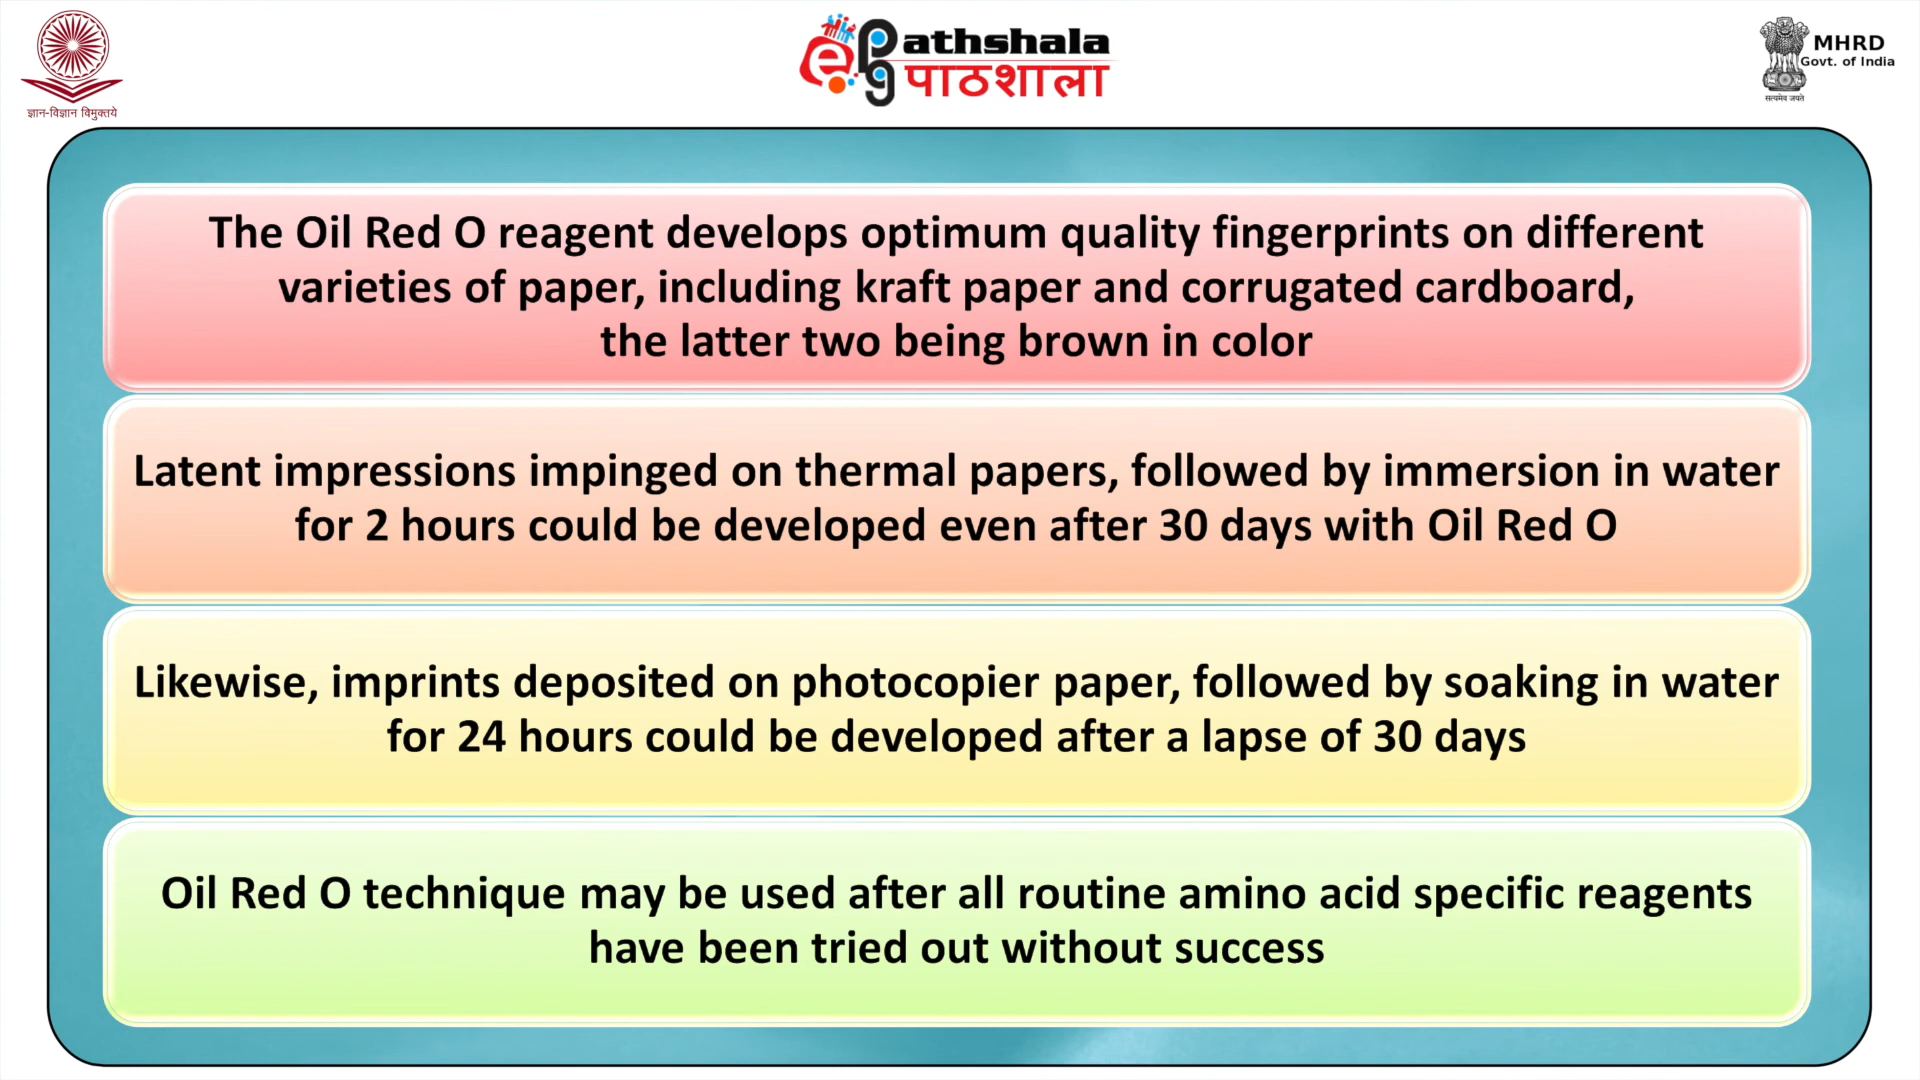 ज्ञान-विज्ञान विमुक्तये
ePathshala
pg पाठशाला
MHRD
Govt. of India
सत्यमेव जयते
The Oil Red O reagent develops optimum quality fingerprints on different
varieties of paper, including kraft paper and corrugated cardboard,
the latter two being brown in color
Latent impressions impinged on thermal papers, followed by immersion in water
for 2 hours could be developed even after 30 days with Oil Red O
Likewise, imprints deposited on photocopier paper, followed by soaking in water
for 24 hours could be developed after a lapse of 30 days
Oil Red O technique may be used after all routine amino acid specific reagents
have been tried out without success